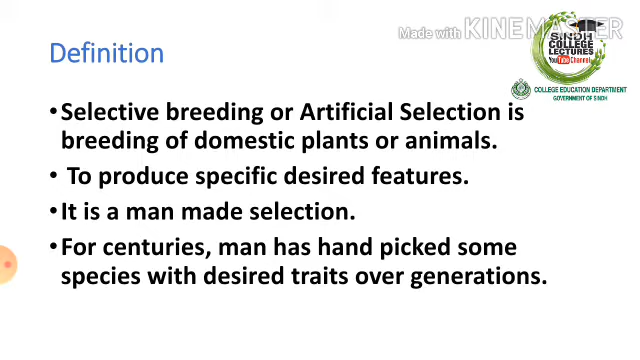 Made with KINEMASTER
Definition
SINDH
COLLEGE
LECTURES
YouTube Channel
COLLEGE EDUCATION DEPARTMENT
GOVERNMENT OF SINDH
•Selective breeding or Artificial Selection is
breeding of domestic plants or animals.
• To produce specific desired features.
•It is a man made selection.
•For centuries, man has hand picked some
species with desired traits over generations.